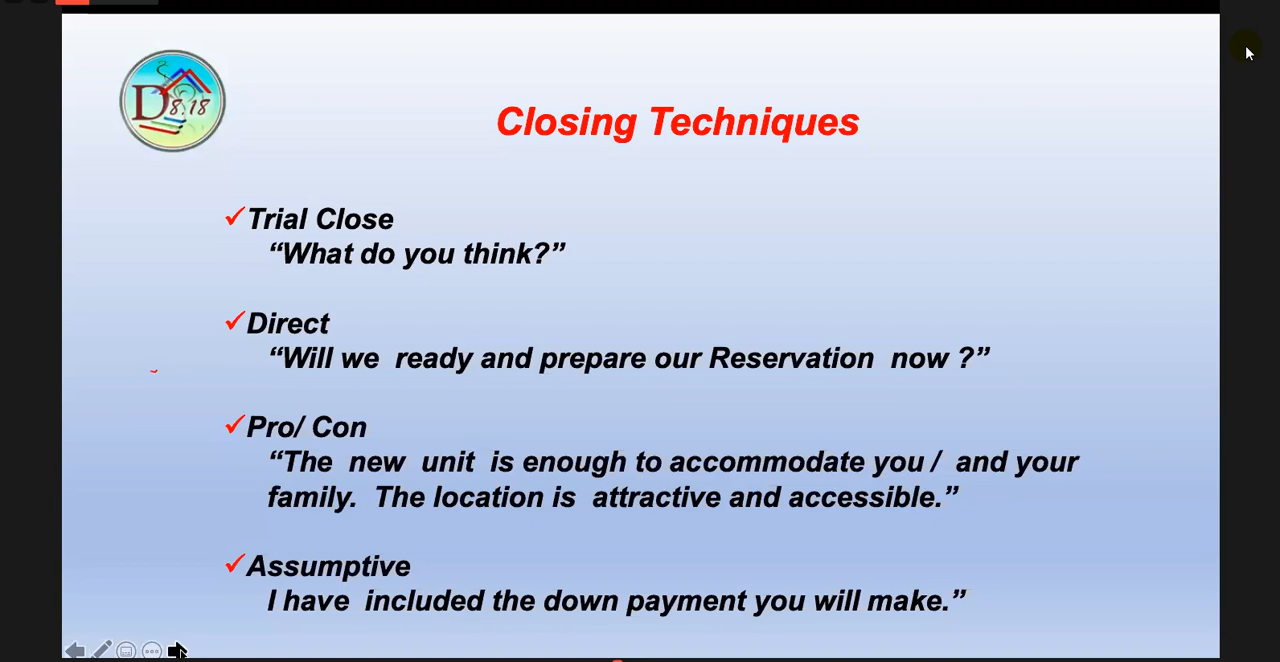 D8.18
Closing Techniques
Trial Close
“What do you think?”
Direct
“Will we ready and prepare our Reservation now ?”
Pro/ Con
“The new unit is enough to accommodate you / and your
family. The location is attractive and accessible.”
Assumptive
I have included the down payment you will make.”